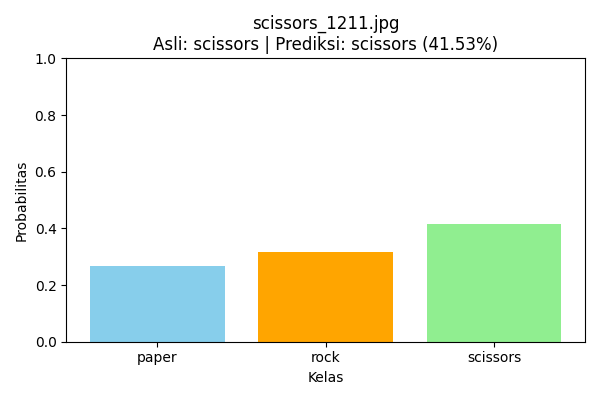 scissors_1211.jpg
Asli: scissors | Prediksi: scissors (41.53%)
1.0
0.8
0.6
0.4
0.2
0.0
Probabilitas
paper
rock
scissors
Kelas